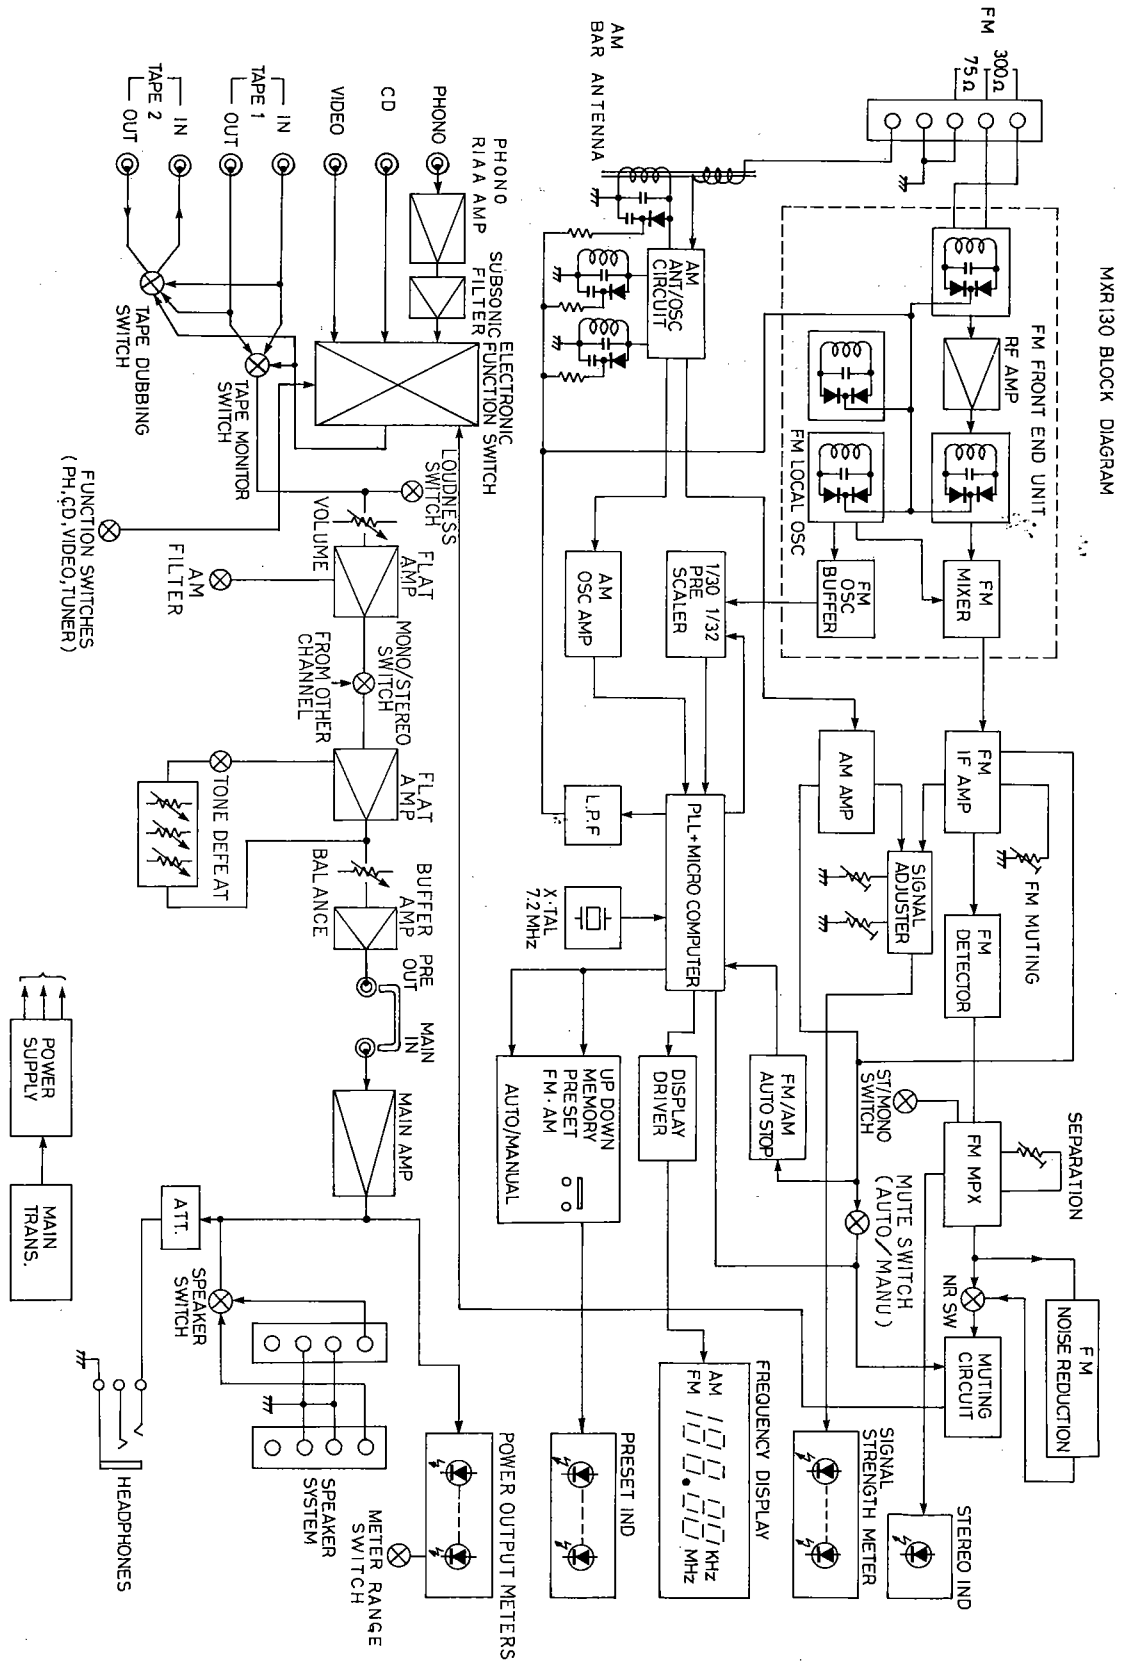 MXR130 BLOCK DIAGRAM
FM
300Ω
75Ω
AM
BAR ANTENNA
FM FRONT END UNIT
RF AMP
FM
MIXER
FM LOCAL OSC
FM
OSC
BUFFER
AM
ANT/OSC
CIRCUIT
1/30 1/32
PRE
SCALER
AM
OSC AMP
FM
IF AMP
FM MUTING
FM
DETECTOR
AM AMP
SIGNAL
ADJUSTER
SEPARATION
FM MPX
ST/MONO
SWITCH
MUTE SWITCH
(AUTO/MANU)
NR SW
FM
NOISE REDUCTION
MUTING
CIRCUIT
STEREO IND
SIGNAL
STRENGTH METER
L.P.F
PLL+MICRO COMPUTER
X·TAL
7.2MHz
FM/AM
AUTO STOP
DISPLAY
DRIVER
UP DOWN
MEMORY
PRESET
FM·AM
AUTO/MANUAL
FREQUENCY DISPLAY
AM
FM
188.88
KHz
MHz
PRESET IND
POWER OUTPUT METERS
METER RANGE
SWITCH
PHONO
PHONO
RIAA AMP
SUBSONIC
FILTER
ELECTRONIC
FUNCTION SWITCH
CD
VIDEO
IN
TAPE 1
OUT
IN
TAPE 2
OUT
TAPE DUBBING
SWITCH
TAPE MONITOR
SWITCH
FUNCTION SWITCHES
(PH,CD,VIDEO,TUNER)
LOUDNESS
SWITCH
VOLUME
FLAT
AMP
AM
FILTER
MONO/STEREO
SWITCH
FROM OTHER
CHANNEL
FLAT
AMP
TONE DEFEAT
BUFFER
AMP
BALANCE
PRE
OUT
MAIN
IN
MAIN AMP
ATT.
SPEAKER
SWITCH
SPEAKER
SYSTEM
HEADPHONES
POWER
SUPPLY
MAIN
TRANS.